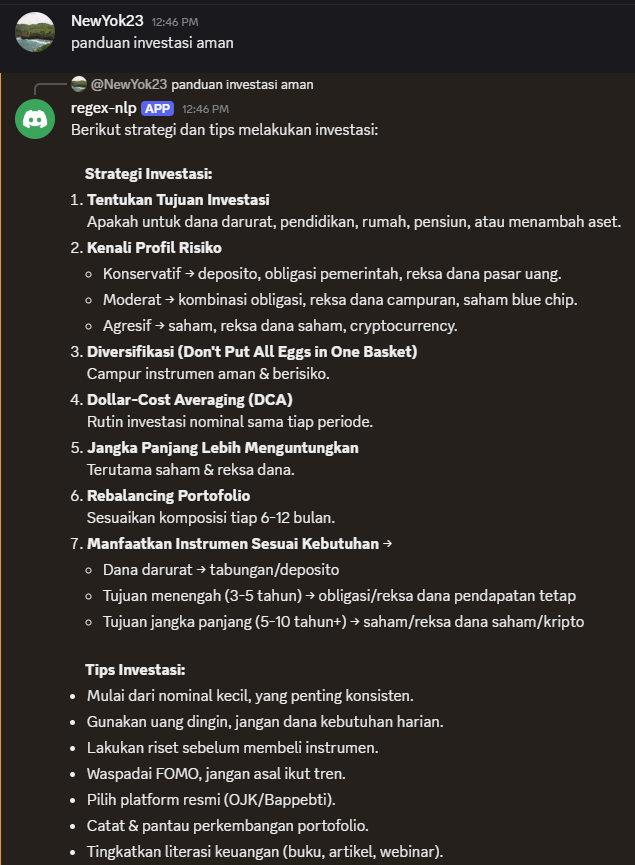 NewYok23 12:46 PM
panduan investasi aman
@NewYok23 panduan investasi aman
regex-nlp APP 12:46 PM
Berikut strategi dan tips melakukan investasi:
Strategi Investasi:
1. Tentukan Tujuan Investasi
Apakah untuk dana darurat, pendidikan, rumah, pensiun, atau menambah aset.
2. Kenali Profil Risiko
◦ Konservatif → deposito, obligasi pemerintah, reksa dana pasar uang.
◦ Moderat → kombinasi obligasi, reksa dana campuran, saham blue chip.
◦ Agresif → saham, reksa dana saham, cryptocurrency.
3. Diversifikasi (Don't Put All Eggs in One Basket)
Campur instrumen aman & berisiko.
4. Dollar-Cost Averaging (DCA)
Rutin investasi nominal sama tiap periode.
5. Jangka Panjang Lebih Menguntungkan
Terutama saham & reksa dana.
6. Rebalancing Portofolio
Sesuaikan komposisi tiap 6-12 bulan.
7. Manfaatkan Instrumen Sesuai Kebutuhan →
◦ Dana darurat → tabungan/deposito
◦ Tujuan menengah (3-5 tahun) → obligasi/reksa dana pendapatan tetap
◦ Tujuan jangka panjang (5-10 tahun+) → saham/reksa dana saham/kripto
Tips Investasi:
• Mulai dari nominal kecil, yang penting konsisten.
• Gunakan uang dingin, jangan dana kebutuhan harian.
• Lakukan riset sebelum membeli instrumen.
• Waspadai FOMO, jangan asal ikut tren.
• Pilih platform resmi (OJK/Bappebti).
• Catat & pantau perkembangan portofolio.
• Tingkatkan literasi keuangan (buku, artikel, webinar).